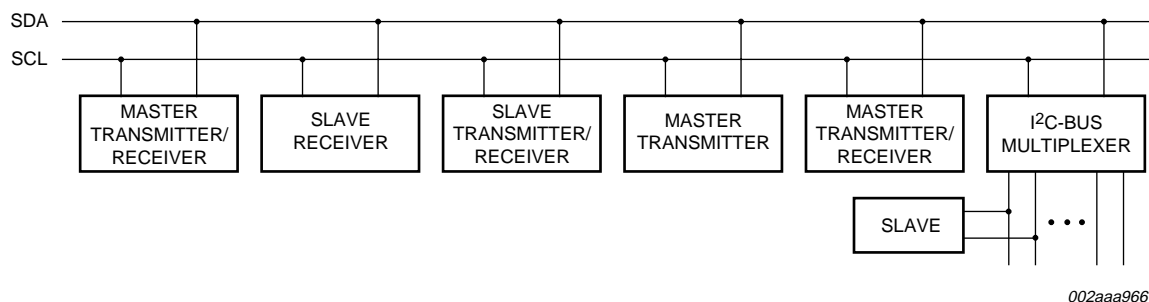 SDA
SCL
MASTER
TRANSMITTER/
RECEIVER
SLAVE
RECEIVER
SLAVE
TRANSMITTER/
RECEIVER
MASTER
TRANSMITTER
MASTER
TRANSMITTER/
RECEIVER
I²C-BUS
MULTIPLEXER
SLAVE
002aaa966